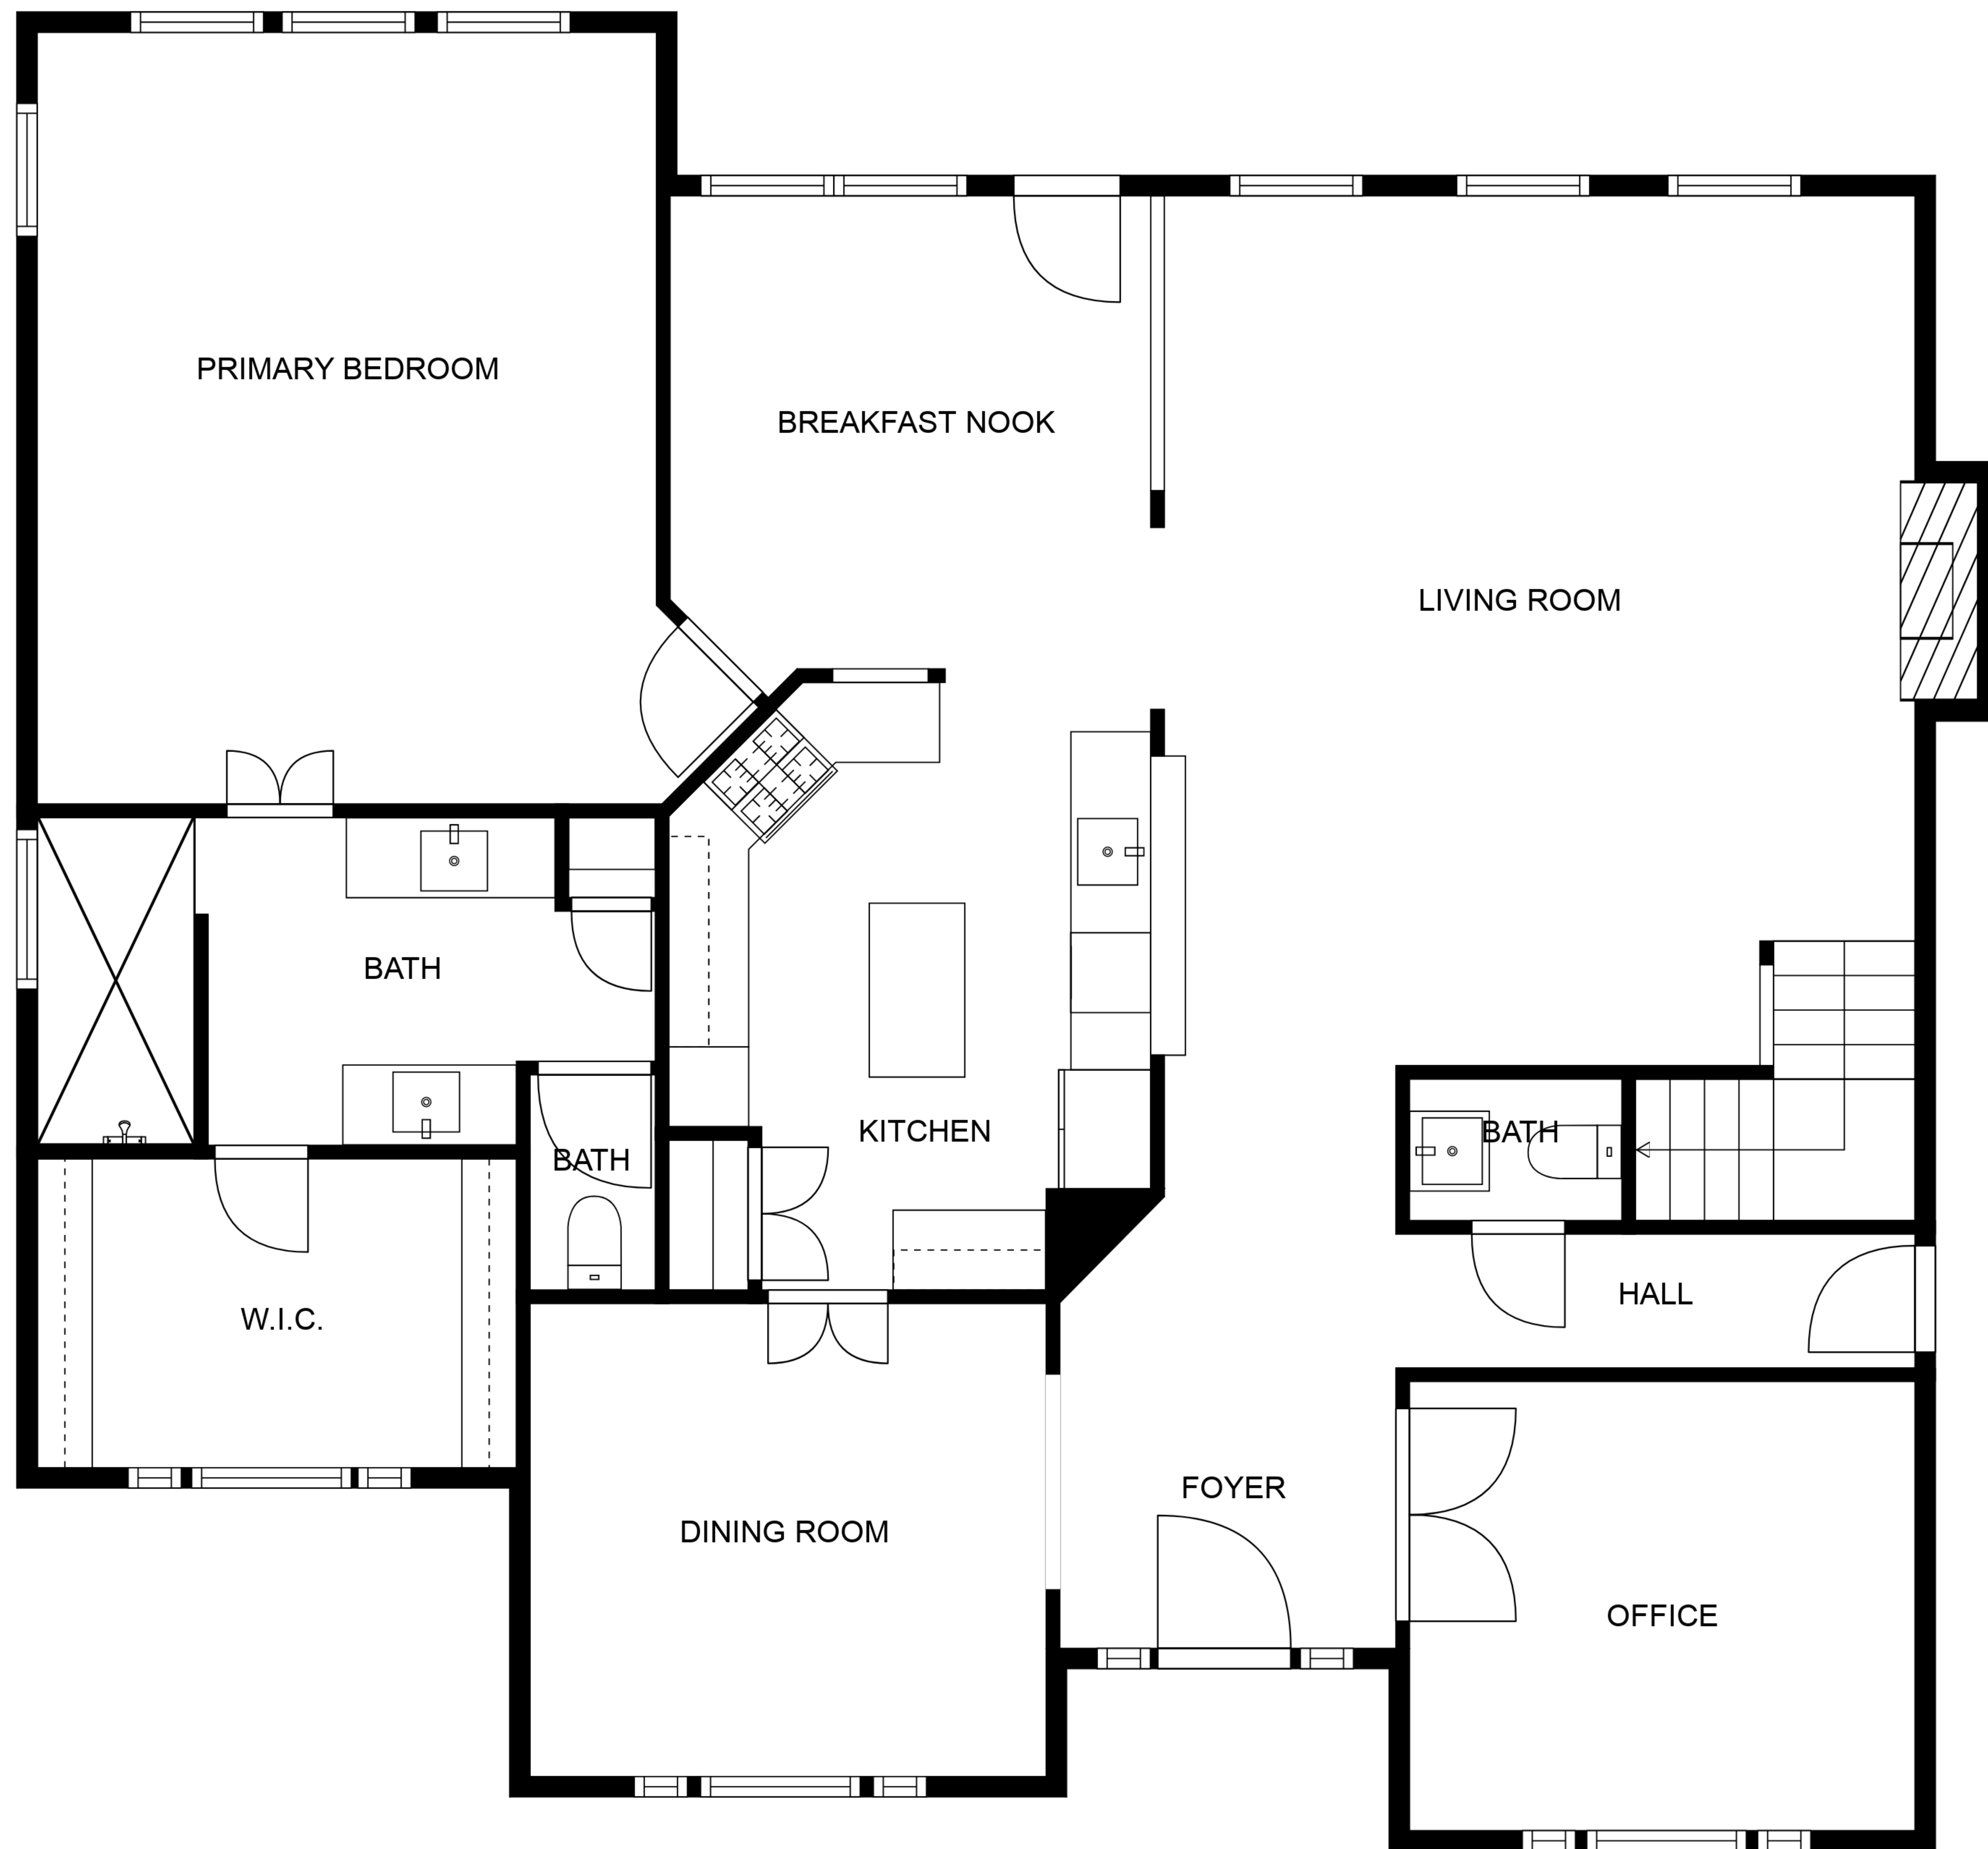 PRIMARY BEDROOM
BREAKFAST NOOK
LIVING ROOM
BATH
KITCHEN
BATH
BATH
HALL
W.I.C.
FOYER
DINING ROOM
OFFICE